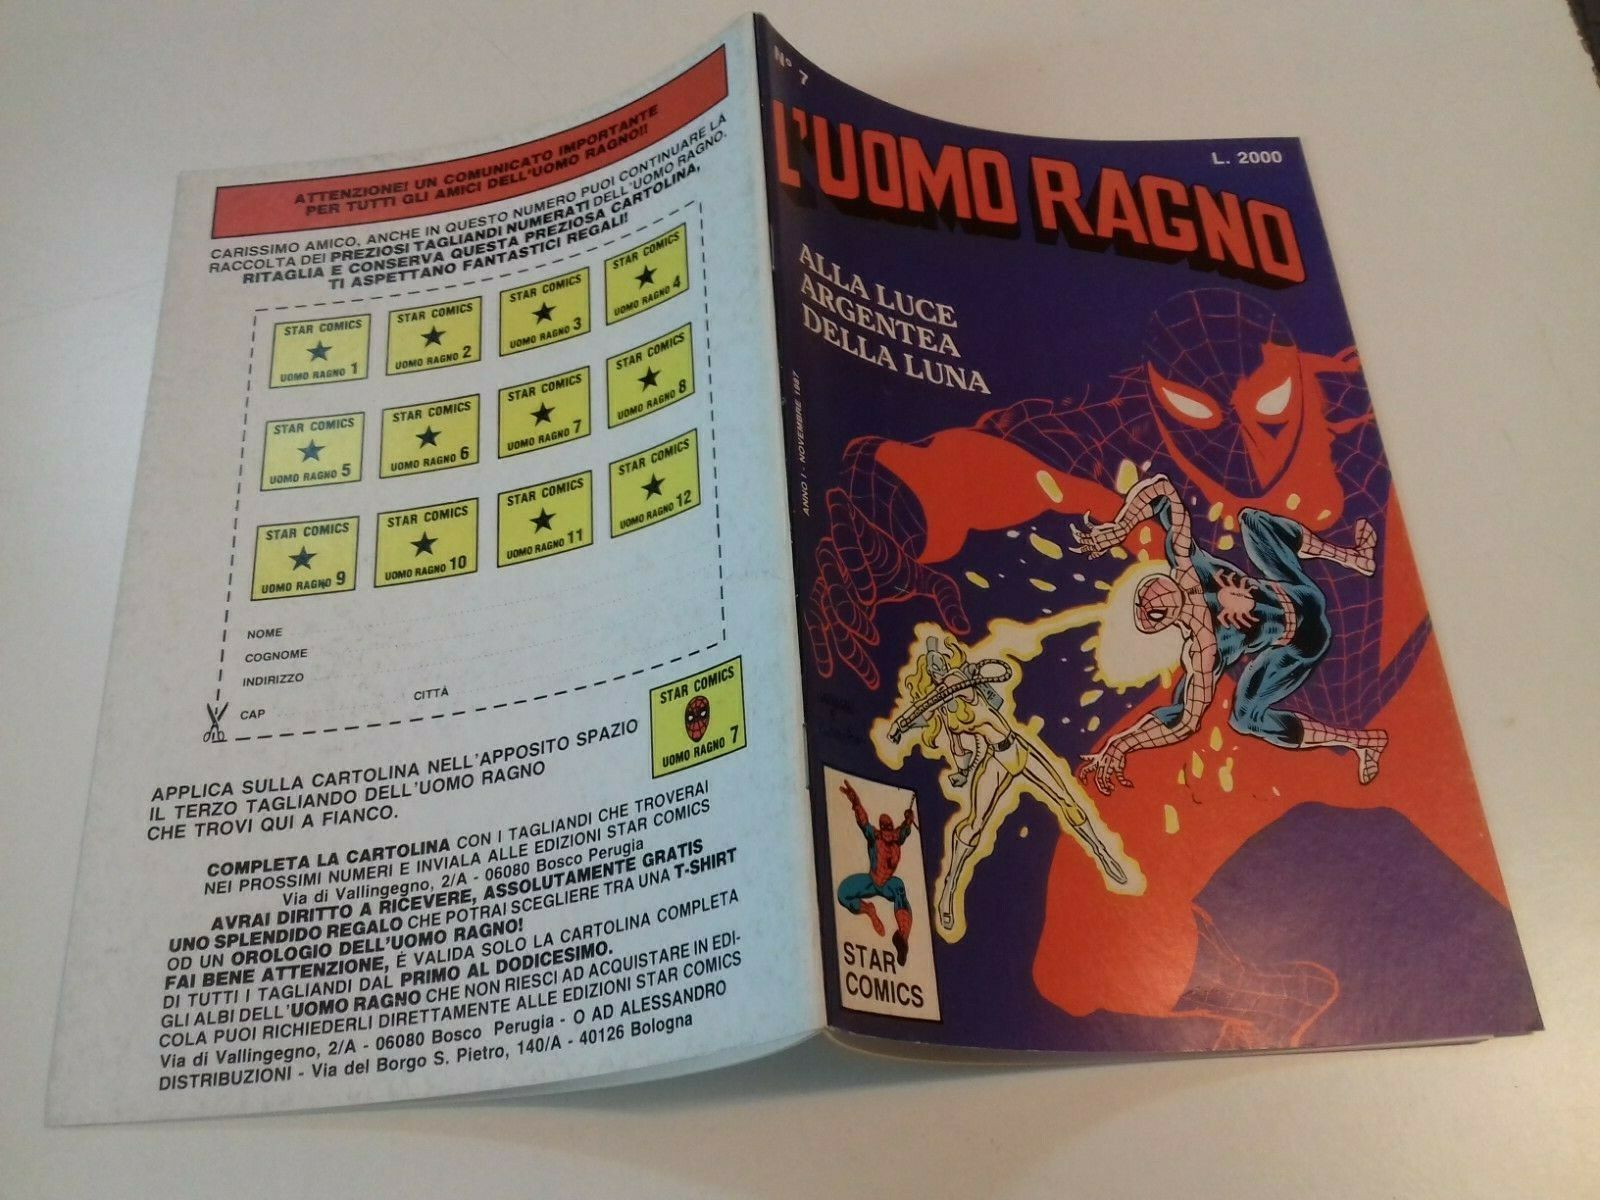 ATTENZIONE! UN COMUNICATO IMPORTANTE
PER TUTTI GLI AMICI DELL'UOMO RAGNO!!
CARISSIMO AMICO, ANCHE IN QUESTO NUMERO PUOI CONTINUARE LA
RACCOLTA DEI PREZIOSI TAGLIANDI NUMERATI DELL'UOMO RAGNO.
RITAGLIA E CONSERVA QUESTA PREZIOSA CARTOLINA,
TI ASPETTANO FANTASTICI REGALI!
STAR COMICS
UOMO RAGNO 1
STAR COMICS
UOMO RAGNO 2
STAR COMICS
UOMO RAGNO 3
STAR COMICS
UOMO RAGNO 4
STAR COMICS
UOMO RAGNO 5
STAR COMICS
UOMO RAGNO 6
STAR COMICS
UOMO RAGNO 7
STAR COMICS
UOMO RAGNO 8
STAR COMICS
UOMO RAGNO 9
STAR COMICS
UOMO RAGNO 10
STAR COMICS
UOMO RAGNO 11
STAR COMICS
UOMO RAGNO 12
NOME
COGNOME
INDIRIZZO
CAP CITTÀ
APPLICA SULLA CARTOLINA NELL'APPOSITO SPAZIO
IL TERZO TAGLIANDO DELL'UOMO RAGNO
CHE TROVI QUI A FIANCO.
STAR COMICS
UOMO RAGNO 7
COMPLETA LA CARTOLINA CON I TAGLIANDI CHE TROVERAI
NEI PROSSIMI NUMERI E INVIALA ALLE EDIZIONI STAR COMICS
Via di Vallingegno, 2/A - 06080 Bosco Perugia
AVRAI DIRITTO A RICEVERE, ASSOLUTAMENTE GRATIS
UNO SPLENDIDO REGALO CHE POTRAI SCEGLIERE TRA UNA T-SHIRT
OD UN OROLOGIO DELL'UOMO RAGNO!
FAI BENE ATTENZIONE, È VALIDA SOLO LA CARTOLINA COMPLETA
DI TUTTI I TAGLIANDI DAL PRIMO AL DODICESIMO.
GLI ALBI DELL'UOMO RAGNO CHE NON RIESCI AD ACQUISTARE IN EDI-
COLA PUOI RICHIEDERLI DIRETTAMENTE ALLE EDIZIONI STAR COMICS
Via di Vallingegno, 2/A - 06080 Bosco Perugia - O AD ALESSANDRO
DISTRIBUZIONI - Via del Borgo S. Pietro, 140/A - 40126 Bologna
N° 7
L. 2000
L'UOMO RAGNO
ALLA LUCE
ARGENTEA
DELLA LUNA
ANNO I - NOVEMBRE 1987
STAR
COMICS